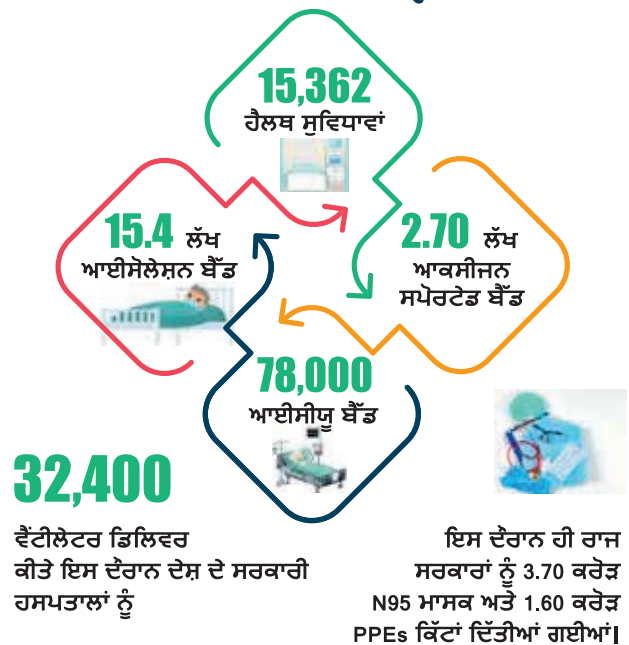 15,362
ਹੈਲਥ ਸੁਵਿਧਾਵਾਂ
15.4 ਲੱਖ
ਆਈਸੋਲੇਸ਼ਨ ਬੈੱਡ
2.70 ਲੱਖ
ਆਕਸੀਜਨ
ਸਪੋਰਟੇਡ ਬੈੱਡ
78,000
ਆਈਸੀਯੂ ਬੈੱਡ
32,400
ਵੈਂਟੀਲੇਟਰ ਡਿਲਿਵਰ
ਕੀਤੇ ਇਸ ਦੌਰਾਨ ਦੇਸ਼ ਦੇ ਸਰਕਾਰੀ
ਹਸਪਤਾਲਾਂ ਨੂੰ
ਇਸ ਦੌਰਾਨ ਹੀ ਰਾਜ
ਸਰਕਾਰਾਂ ਨੂੰ 3.70 ਕਰੋੜ
N95 ਮਾਸਕ ਅਤੇ 1.60 ਕਰੋੜ
PPEs ਕਿੱਟਾਂ ਦਿੱਤੀਆਂ ਗਈਆਂ।